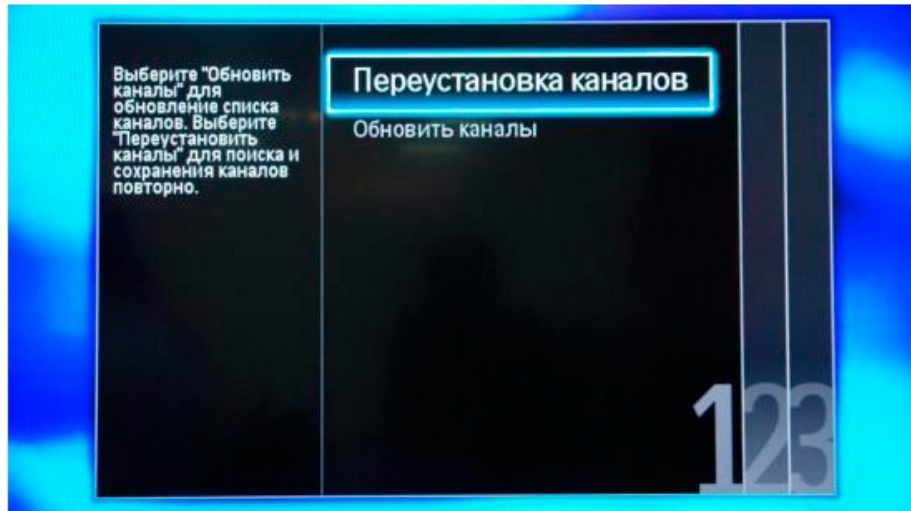 Выберите "Обновить
каналы" для
обновление списка
каналов. Выберите
"Переустановить
каналы" для поиска и
сохранения каналов
повторно.
Переустановка каналов
Обновить каналы
123